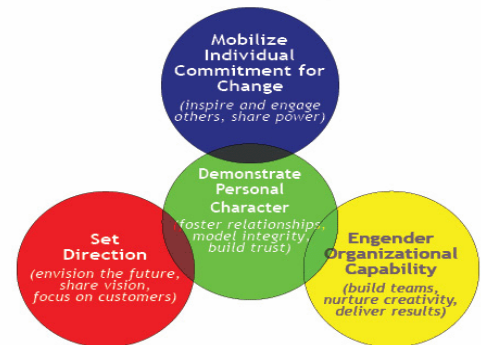 Mobilize
Individual
Commitment for
Change
(inspire and engage
others, share power)
Demonstrate
Personal
Character
(foster relationships,
model integrity,
build trust)
Set
Direction
(envision the future,
share vision,
focus on customers)
Engender
Organizational
Capability
(build teams,
nurture creativity,
deliver results)